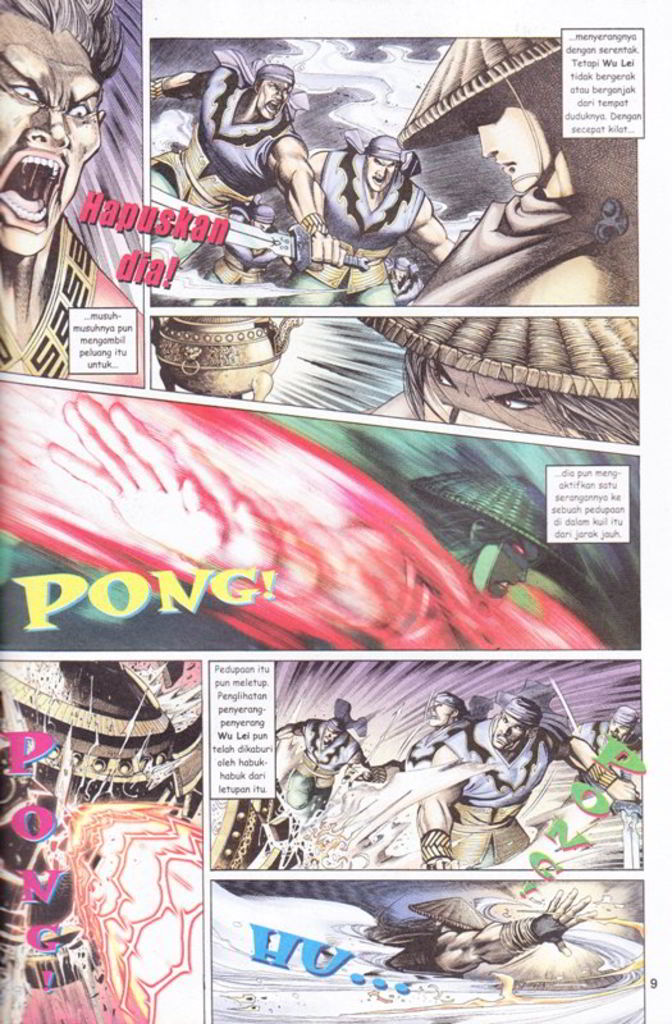 ...musuh-
musuhnya pun
mengambil
peluang itu
untuk...
Hapuskan
dia!
...menyerangnya
dengan serentak.
Tetapi Wu Lei
tidak bergerak
atau berganjak
dari tempat
duduknya. Dengan
secepat kilat...
...dia pun meng-
aktifkan satu
serangannya ke
sebuah pedupaan
di dalam kuil itu
dari jarak jauh.
PONG!
PONG!
Pedupaan itu
pun meletup.
Penglihatan
penyerang-
penyerang
Wu Lei pun
telah dikaburi
oleh habuk-
habuk dari
letupan itu.
PONG!
HU...
9